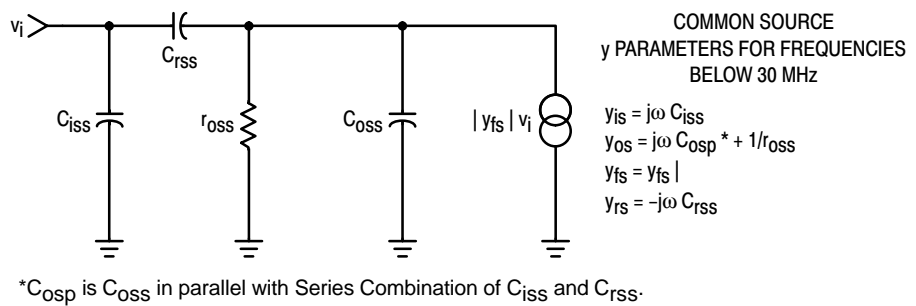 vi
Crss
Ciss
ross
Coss
| yfs | vi
COMMON SOURCE
y PARAMETERS FOR FREQUENCIES
BELOW 30 MHz
yis = jω Ciss
yos = jω Cosp * + 1/ross
yfs = yfs |
yrs = −jω Crss
*Cosp is Coss in parallel with Series Combination of Ciss and Crss.